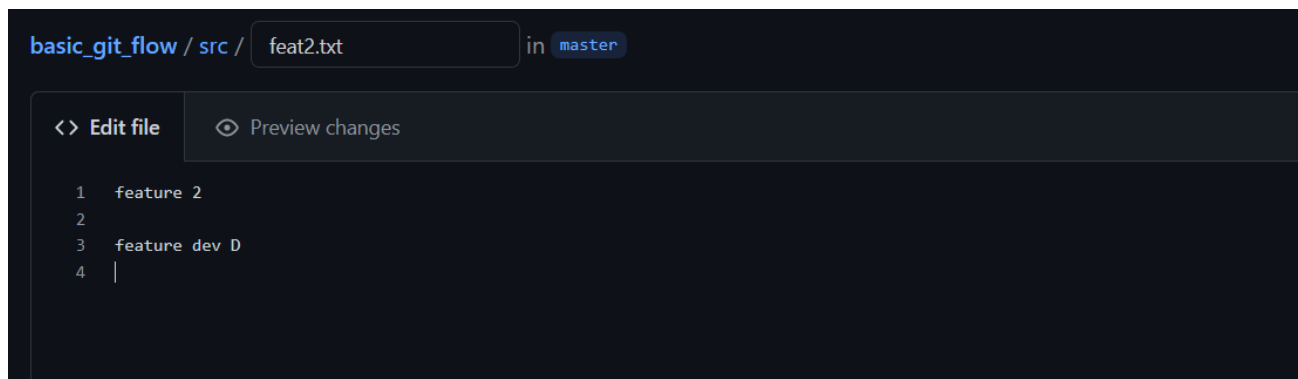 basic_git_flow / src / feat2.txt in master
<> Edit file Preview changes
1 feature 2
2
3 feature dev D
4